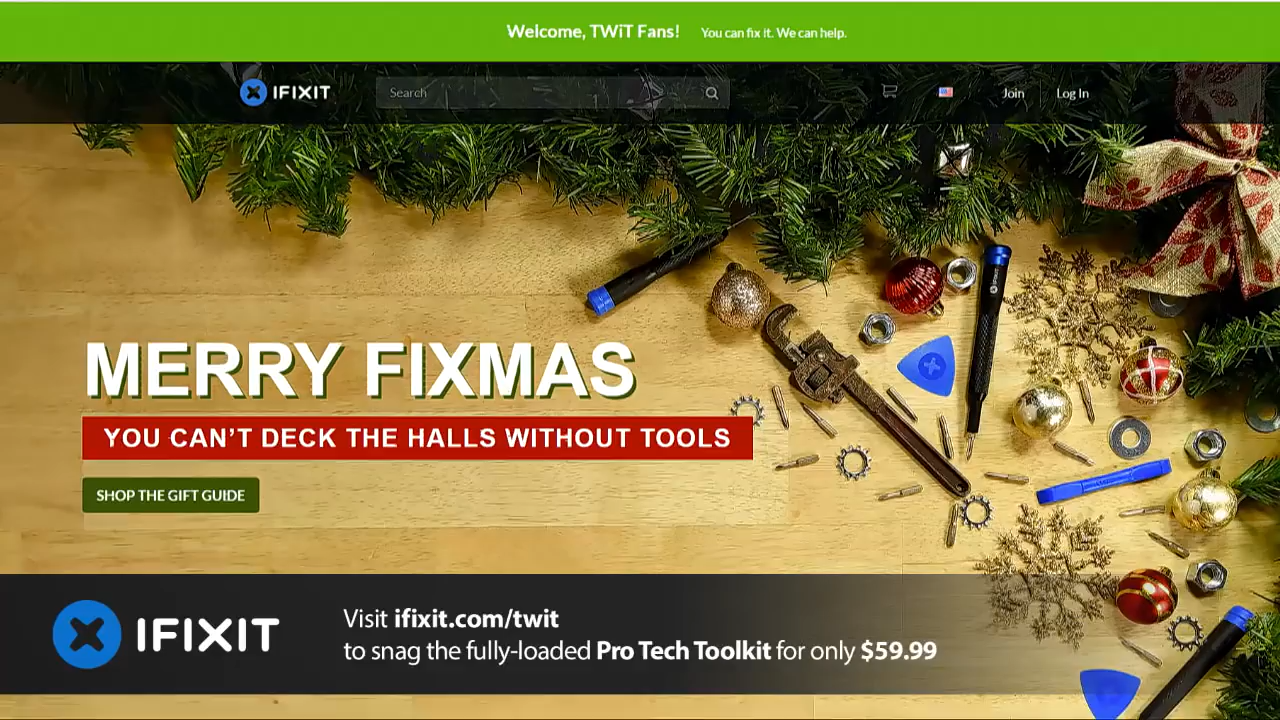 Welcome, TWiT Fans! You can fix it. We can help.
IFIXIT Search Join Log In
MERRY FIXMAS
YOU CAN'T DECK THE HALLS WITHOUT TOOLS
SHOP THE GIFT GUIDE
IFIXIT
Visit ifixit.com/twit
to snag the fully-loaded Pro Tech Toolkit for only $59.99